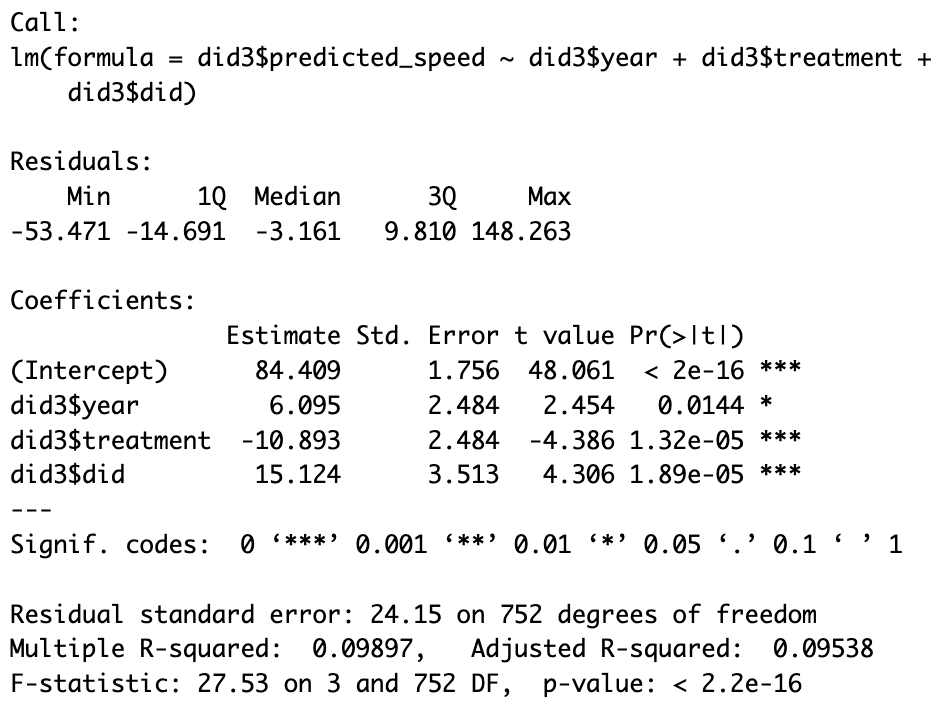 Call:
lm(formula = did3$predicted_speed ~ did3$year + did3$treatment +
    did3$did)

Residuals:
    Min      1Q  Median      3Q     Max
-53.471 -14.691  -3.161   9.810 148.263

Coefficients:
               Estimate Std. Error t value Pr(>|t|)
(Intercept)      84.409      1.756  48.061  < 2e-16 ***
did3$year         6.095      2.484   2.454   0.0144 *
did3$treatment  -10.893      2.484  -4.386 1.32e-05 ***
did3$did         15.124      3.513   4.306 1.89e-05 ***
---
Signif. codes:  0 ‘***’ 0.001 ‘**’ 0.01 ‘*’ 0.05 ‘.’ 0.1 ‘ ’ 1

Residual standard error: 24.15 on 752 degrees of freedom
Multiple R-squared:  0.09897,   Adjusted R-squared:  0.09538
F-statistic: 27.53 on 3 and 752 DF,  p-value: < 2.2e-16